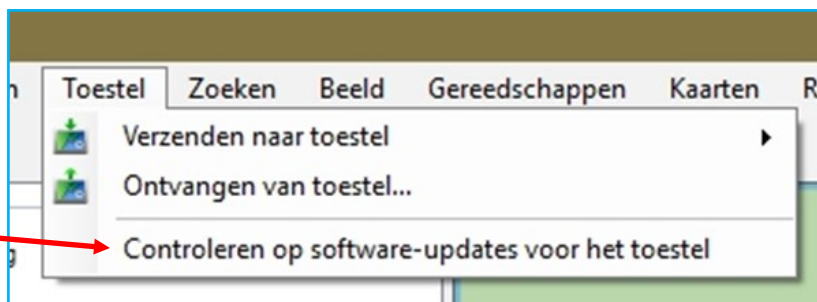 Toestel Zoeken Beeld Gereedschappen Kaarten
Verzenden naar toestel
Ontvangen van toestel...
Controleren op software-updates voor het toestel